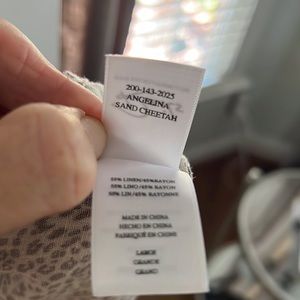 200-143-2025
ANGELINA
SAND CHEETAH
55% LINEN/45%RAYON
55% LINO/45% RAYON
55% LIN/45% RAYONNE
MADE IN CHINA
HECHO EN CHINA
FABRIQUÉ EN CHINE
LARGE
GRANDE
GRAND